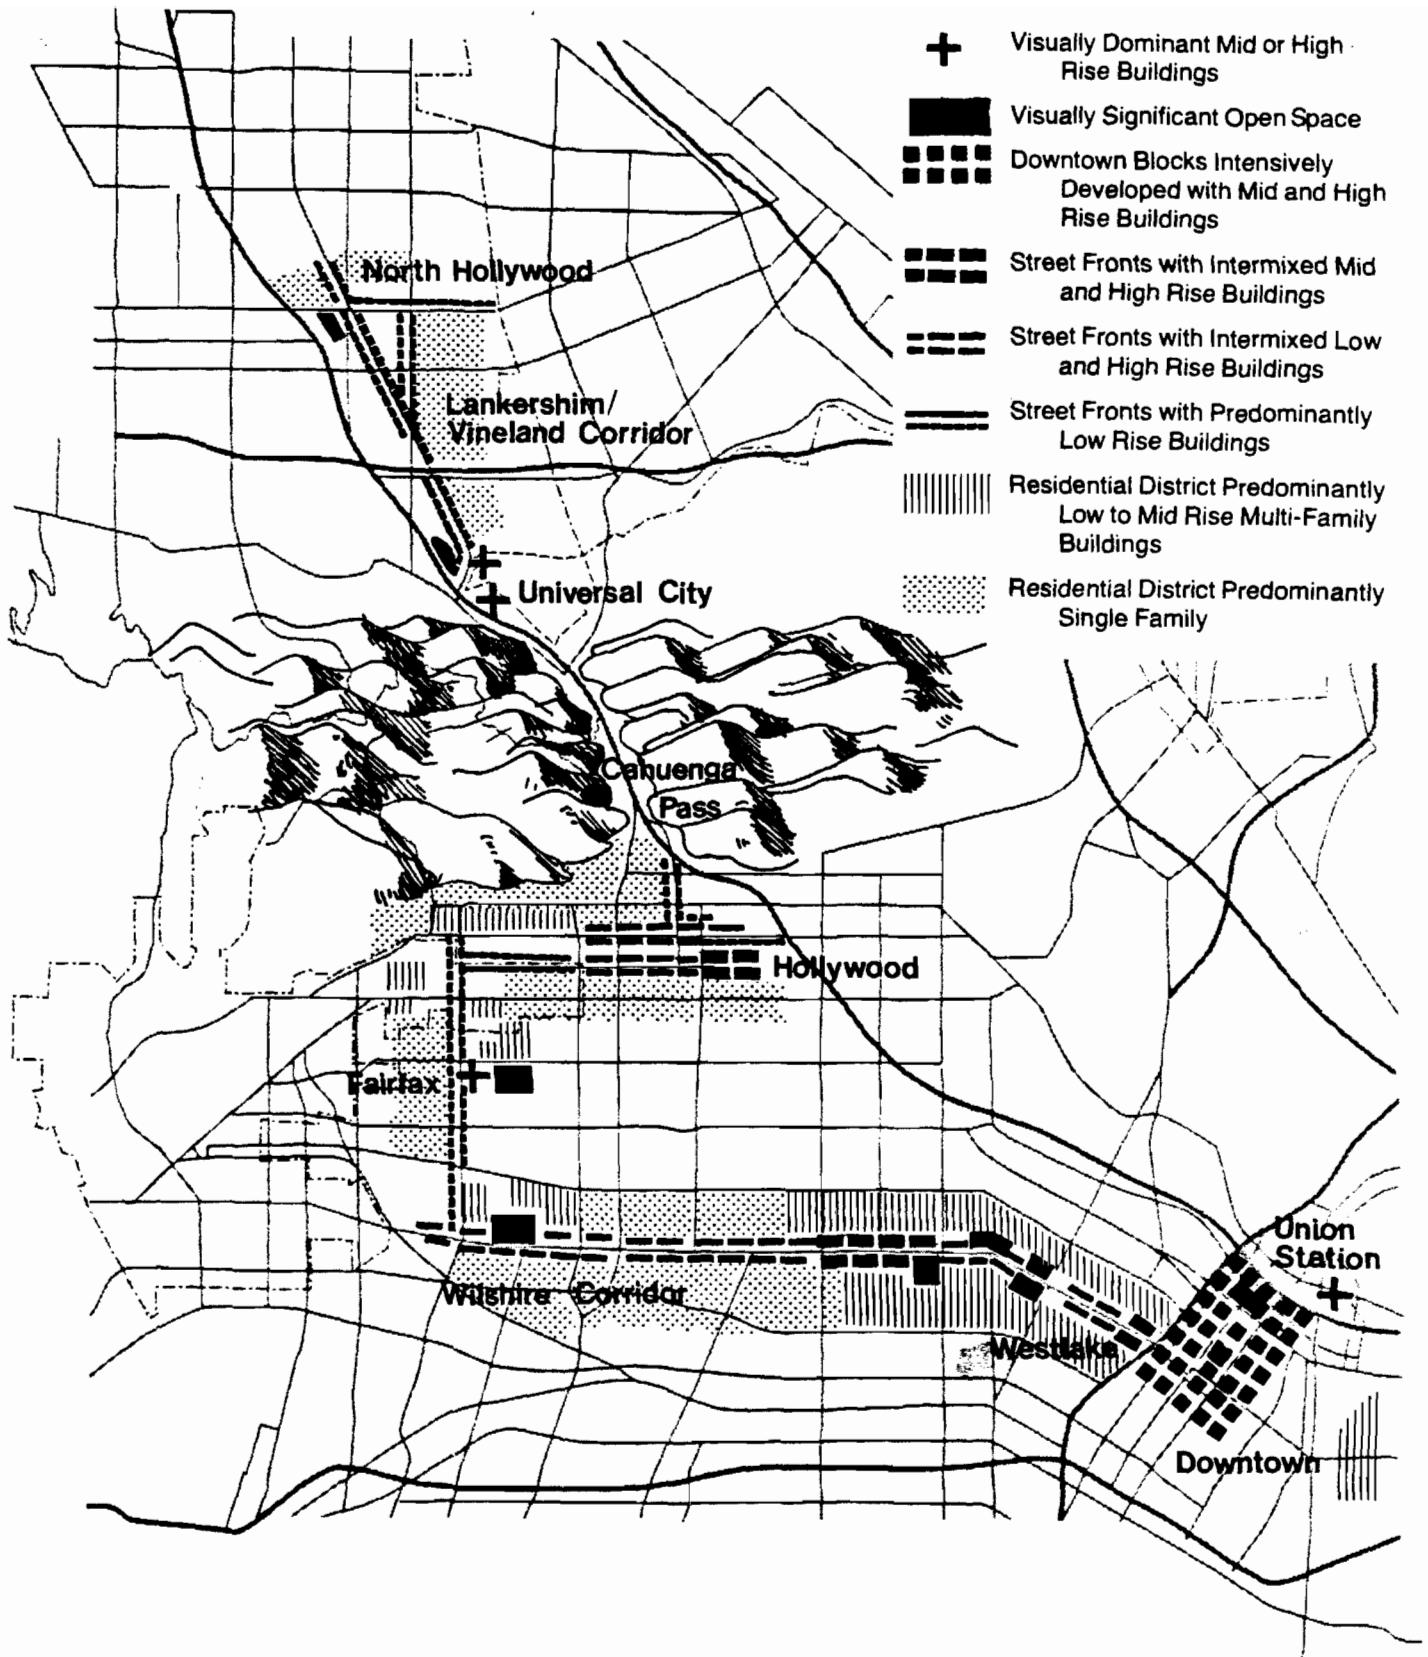 Visually Dominant Mid or High
Rise Buildings
Visually Significant Open Space
Downtown Blocks Intensively
Developed with Mid and High
Rise Buildings
Street Fronts with Intermixed Mid
and High Rise Buildings
Street Fronts with Intermixed Low
and High Rise Buildings
Street Fronts with Predominantly
Low Rise Buildings
Residential District Predominantly
Low to Mid Rise Multi-Family
Buildings
Residential District Predominantly
Single Family
North Hollywood
Lankershim/
Vineland Corridor
Universal City
Cahuenga
Pass
Hollywood
Fairfax
Union
Station
Wilshire Corridor
Westlake
Downtown